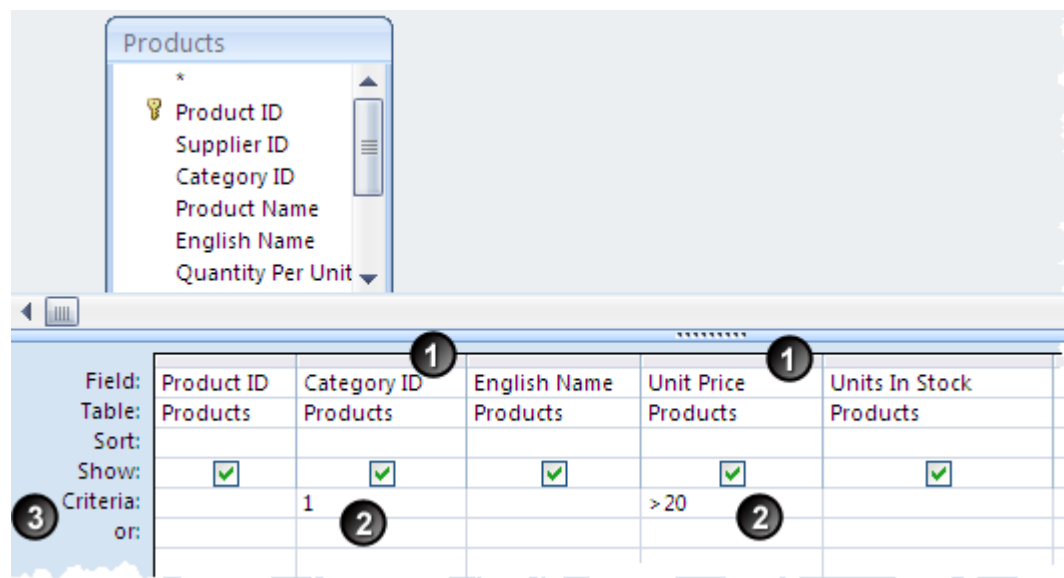 Products
*
Product ID
Supplier ID
Category ID
Product Name
English Name
Quantity Per Unit
1 1
Field: Product ID Category ID English Name Unit Price Units In Stock
Table: Products Products Products Products Products
Sort:
Show:
3 Criteria: 1 2 >20 2
or: